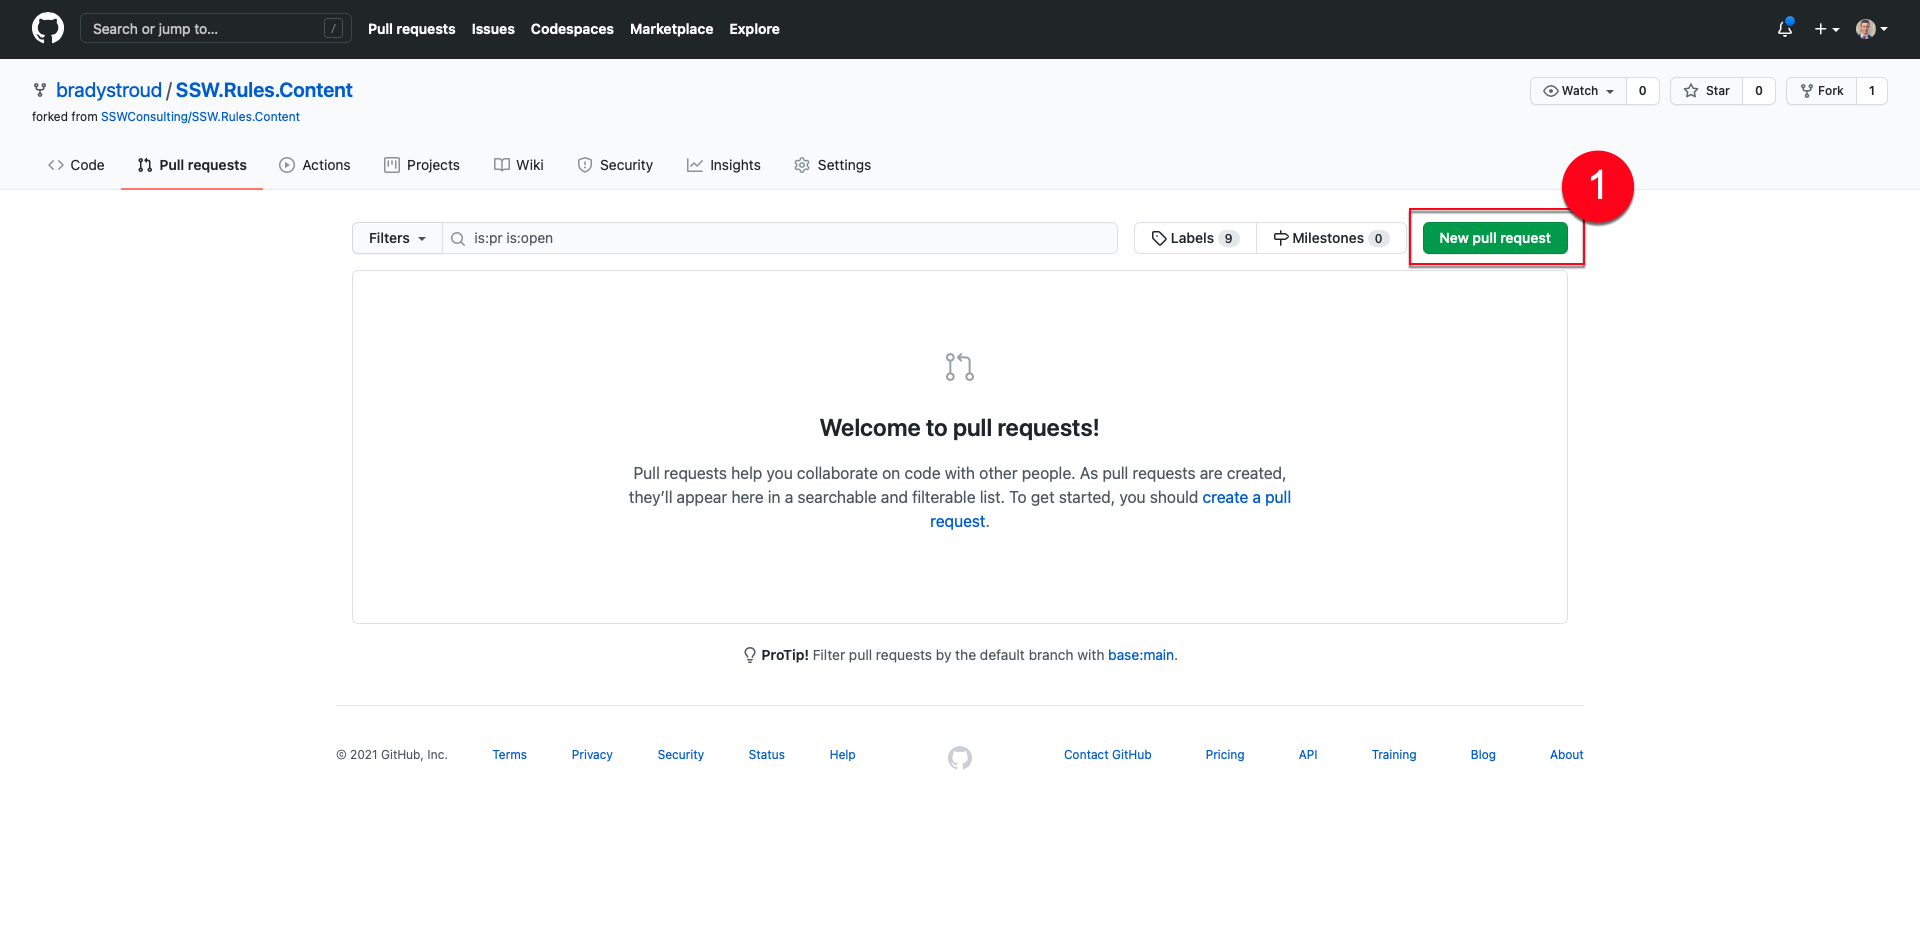 Search or jump to... /
Pull requests Issues Codespaces Marketplace Explore
bradystroud / SSW.Rules.Content
forked from SSWConsulting/SSW.Rules.Content
Watch 0 Star 0 Fork 1
Code Pull requests Actions Projects Wiki Security Insights Settings
1
Filters is:pr is:open Labels 9 Milestones 0 New pull request
Welcome to pull requests!
Pull requests help you collaborate on code with other people. As pull requests are created,
they’ll appear here in a searchable and filterable list. To get started, you should create a pull
request.
ProTip! Filter pull requests by the default branch with base:main.
© 2021 GitHub, Inc. Terms Privacy Security Status Help Contact GitHub Pricing API Training Blog About